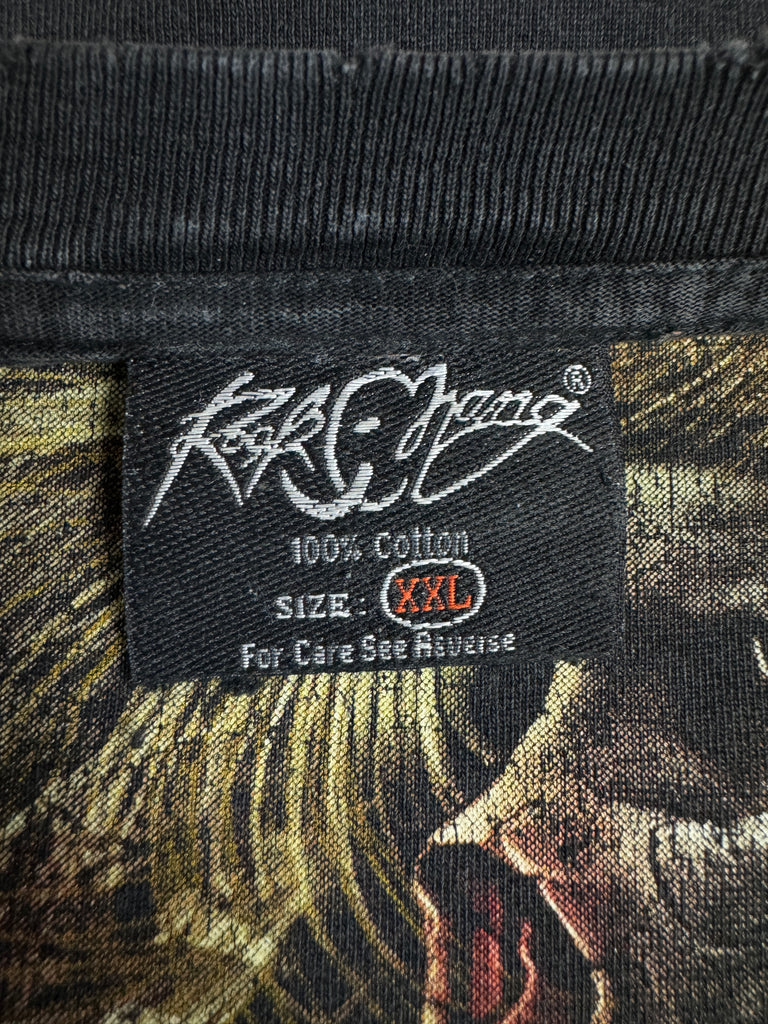 Rock Chang ®
100% Cotton
SIZE: XXL
For Care See Reverse